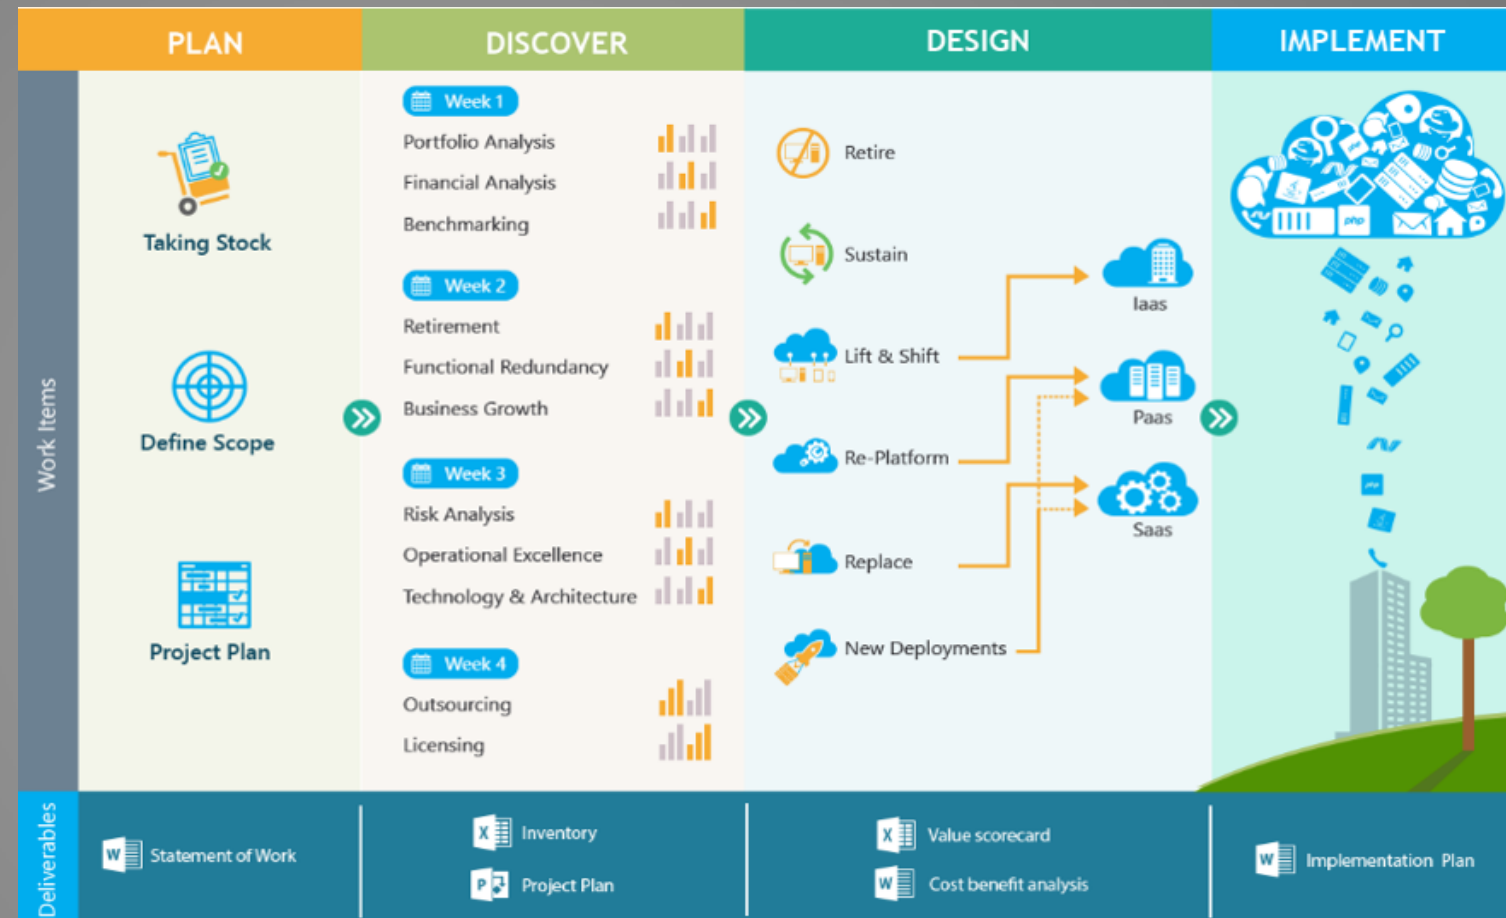 PLAN
DISCOVER
DESIGN
IMPLEMENT
Work Items
Taking Stock
Define Scope
Project Plan
Week 1
Portfolio Analysis
Financial Analysis
Benchmarking
Week 2
Retirement
Functional Redundancy
Business Growth
Week 3
Risk Analysis
Operational Excellence
Technology & Architecture
Week 4
Outsourcing
Licensing
Retire
Sustain
Lift & Shift
Re-Platform
Replace
New Deployments
Iaas
Paas
Saas
php
php
php
Deliverables
W
Statement of Work
X
Inventory
P
Project Plan
X
Value scorecard
W
Cost benefit analysis
W
Implementation Plan